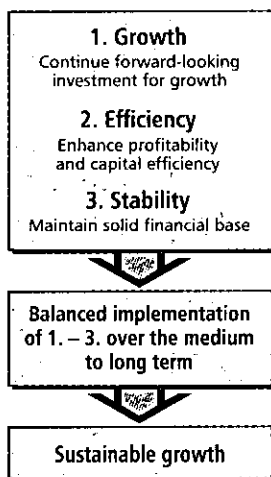 1. Growth
Continue forward-looking
investment for growth
2. Efficiency
Enhance profitability
and capital efficiency
3. Stability
Maintain solid financial base
Balanced implementation
of 1. – 3. over the medium
to long term
Sustainable growth